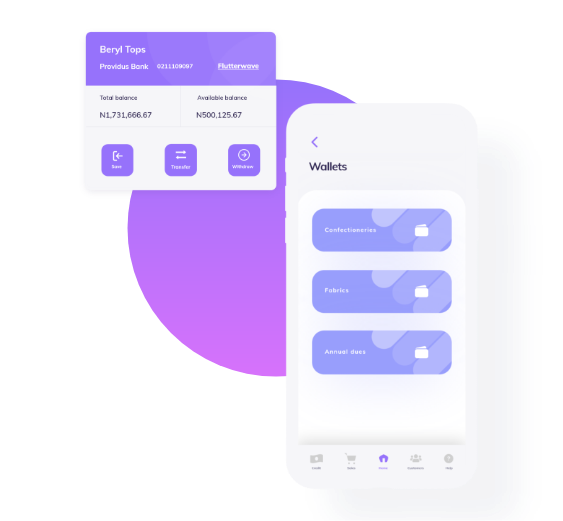 Beryl Tops
Providus Bank 0211109097 Flutterwave
Total balance Available balance
N1,731,666.67 N500,125.67
Save Transfer Withdraw
Wallets
Confectioneries
Fabrics
Annual dues
Credit Sales Home Customers Help